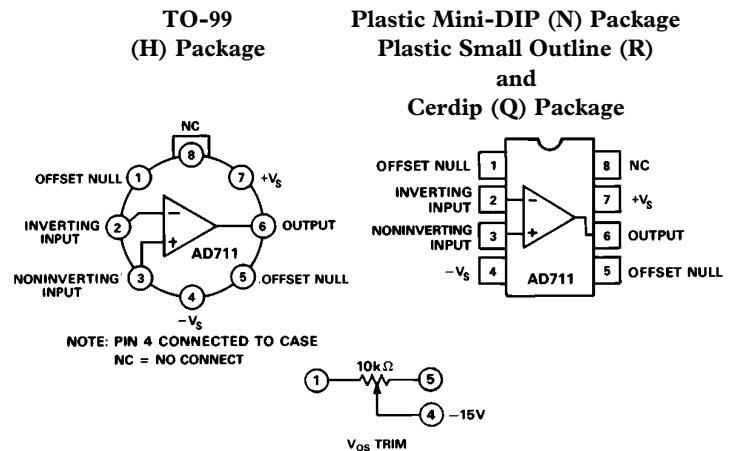 TO-99
(H) Package
Plastic Mini-DIP (N) Package
Plastic Small Outline (R)
and
Cerdip (Q) Package
NC
8
OFFSET NULL
1
7
+VS
INVERTING
INPUT
2
6
OUTPUT
AD711
NONINVERTING
INPUT
3
5
OFFSET NULL
4
−VS
NOTE: PIN 4 CONNECTED TO CASE
NC = NO CONNECT
OFFSET NULL
1
8
NC
INVERTING
INPUT
2
7
+VS
NONINVERTING
INPUT
3
6
OUTPUT
−VS
4
AD711
5
OFFSET NULL
10kΩ
1
5
4
−15V
VOS TRIM